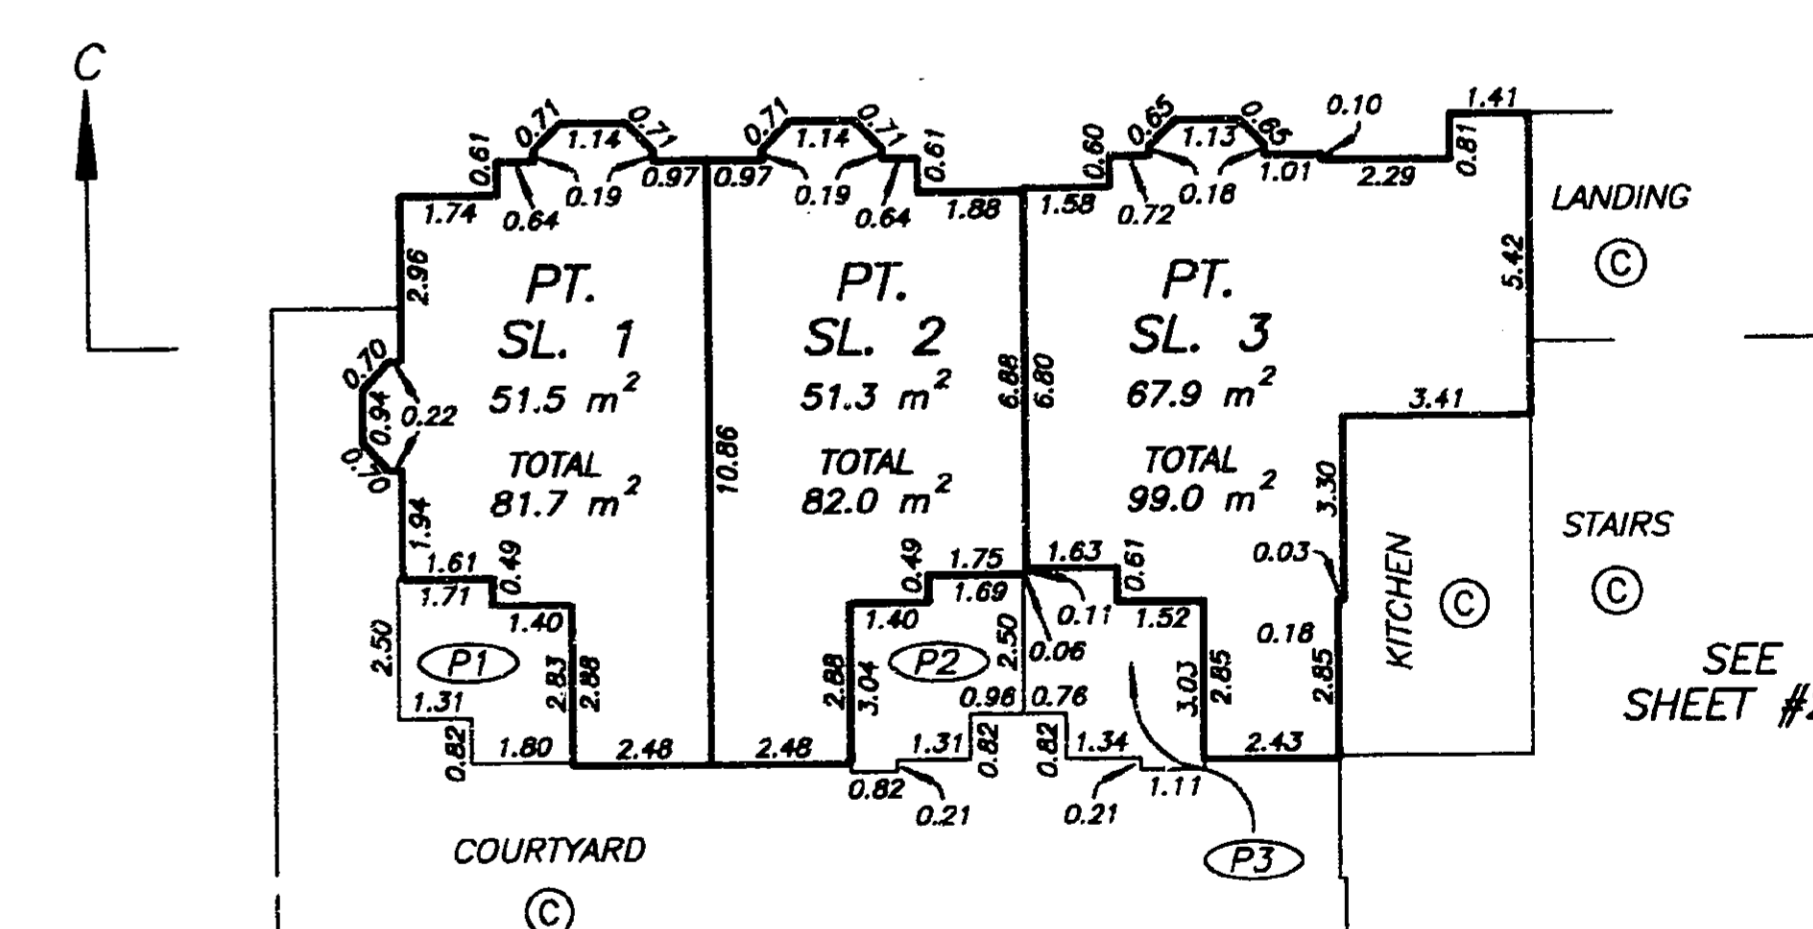 C
0.71
1.14
0.71
0.61
0.19
0.97
1.74
0.64
2.96
0.71
1.14
0.71
0.61
0.97
0.19
0.64
1.88
0.65
1.13
0.65
0.10
1.41
0.60
0.18
1.01
2.29
0.81
1.58
0.72
5.42
LANDING
C
PT.
SL. 1
51.5 m²
TOTAL
81.7 m²
0.70
0.94
0.22
0.70
1.94
10.86
PT.
SL. 2
51.3 m²
TOTAL
82.0 m²
6.88
6.80
PT.
SL. 3
67.9 m²
TOTAL
99.0 m²
3.41
3.30
0.03
KITCHEN
C
STAIRS
C
SEE
SHEET #2
1.61
0.49
1.71
1.40
2.50
P1
2.83
2.88
1.31
0.82
1.80
2.48
0.49
1.75
1.69
1.40
2.88
3.04
P2
2.50
0.96
0.82
1.31
2.48
0.82
0.21
1.63
0.61
0.11
0.06
1.52
0.18
3.03
2.85
2.85
0.76
0.82
1.34
1.11
0.21
2.43
P3
COURTYARD
C